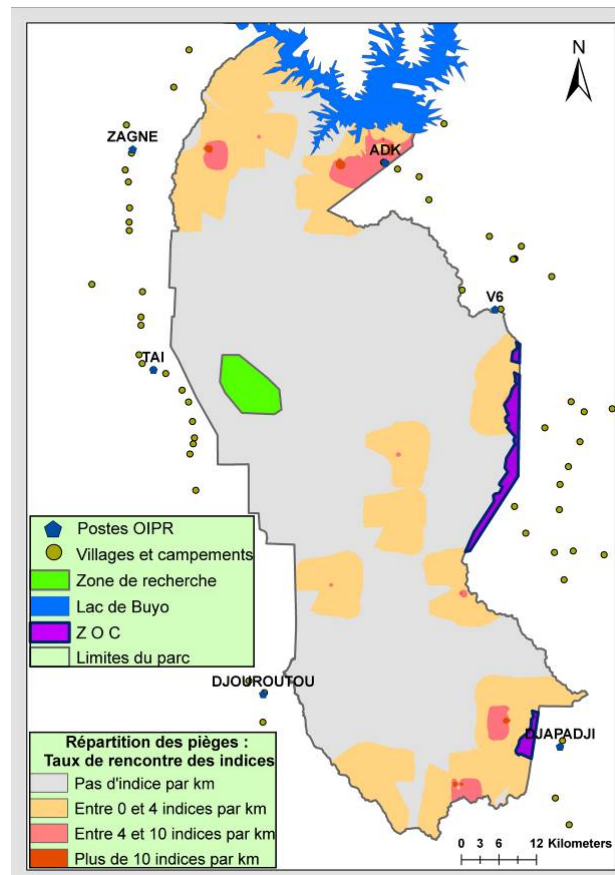 N
ZAGNE
ADK
V6
TAI
Postes OIPR
Villages et campements
Zone de recherche
Lac de Buyo
Z O C
Limites du parc
DJOUROUTOU
DJAPADJI
Répartition des pièges :
Taux de rencontre des indices
Pas d'indice par km
Entre 0 et 4 indices par km
Entre 4 et 10 indices par km
Plus de 10 indices par km
0 3 6 12 Kilometers